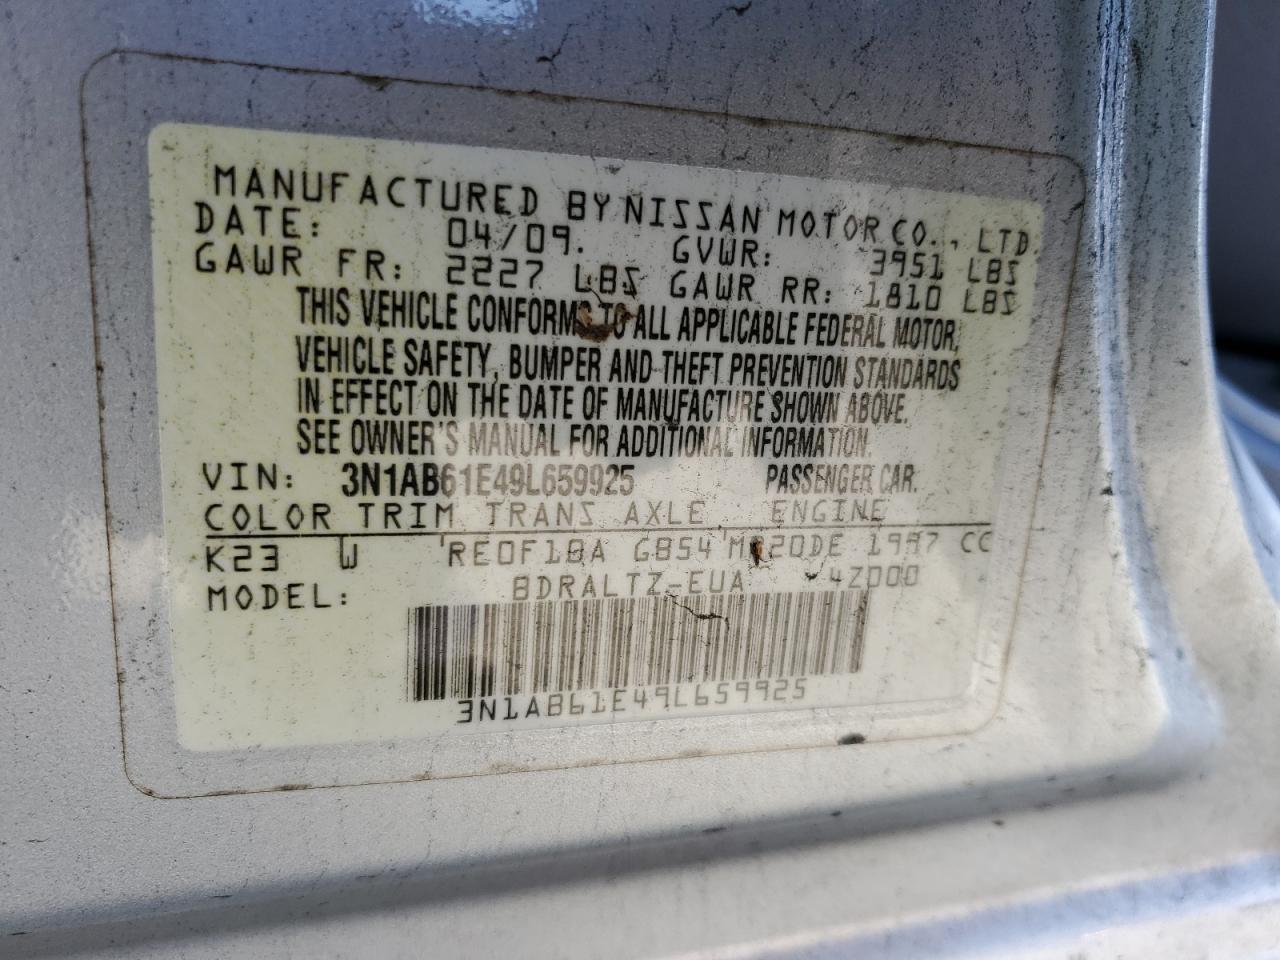 MANUFACTURED BY NISSAN MOTOR CO., LTD.
DATE: 04/09. GVWR: 3951 LBS
GAWR FR: 2227 LBS GAWR RR: 1810 LBS
THIS VEHICLE CONFORMS TO ALL APPLICABLE FEDERAL MOTOR,
VEHICLE SAFETY, BUMPER AND THEFT PREVENTION STANDARDS
IN EFFECT ON THE DATE OF MANUFACTURE SHOWN ABOVE.
SEE OWNER'S MANUAL FOR ADDITIONAL INFORMATION.
VIN: 3N1AB61E49L659925 PASSENGER CAR.
COLOR TRIM TRANS AXLE ENGINE
K23 W RE0F18A GB54 MR20DE 1997 CC
MODEL: BDRALTZ-EUA 4Z000
3N1AB61E49L659925